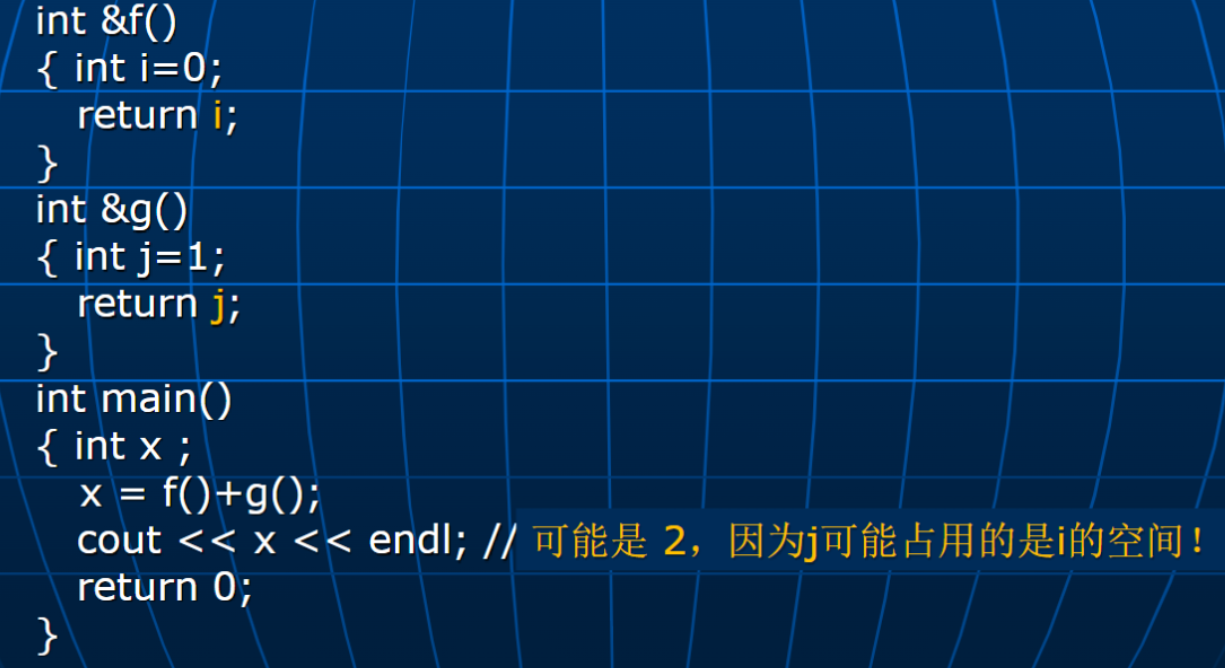 int &f()
{ int i=0;
return i;
}
int &g()
{ int j=1;
return j;
}
int main()
{ int x ;
x = f()+g();
cout << x << endl; // 可能是 2，因为j可能占用的是i的空间！
return 0;
}